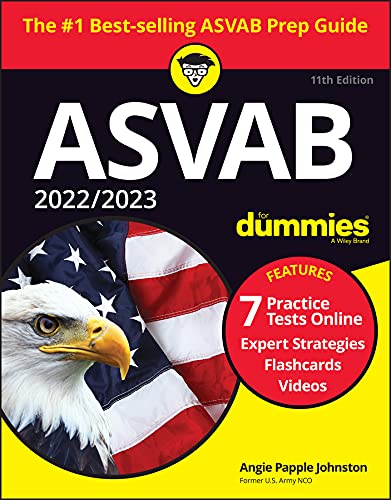 The #1 Best-selling ASVAB Prep Guide
11th Edition
ASVAB
2022/2023
for
dummies
A Wiley Brand
FEATURES
7 Practice
Tests Online
Expert Strategies
Flashcards
Videos
Angie Papple Johnston
Former U.S. Army NCO